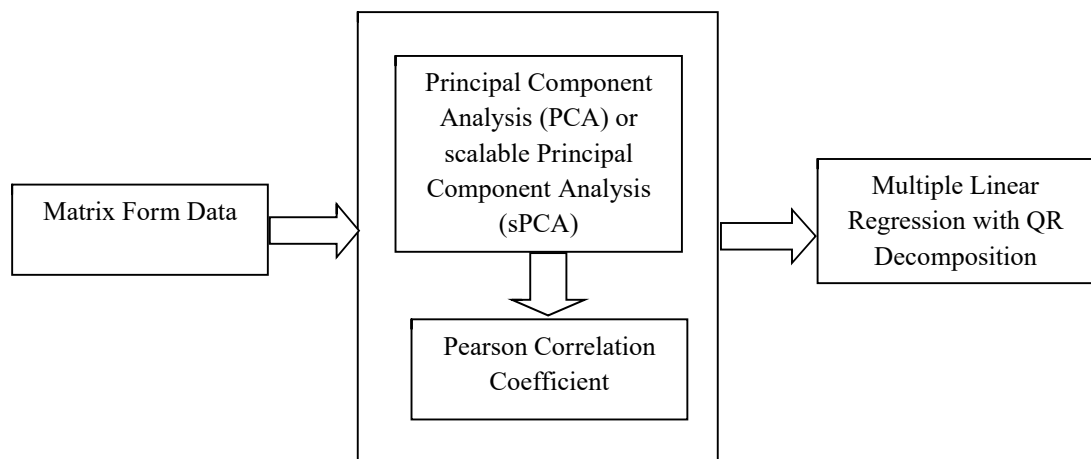 Matrix Form Data
Principal Component
Analysis (PCA) or
scalable Principal
Component Analysis
(sPCA)
Pearson Correlation
Coefficient
Multiple Linear
Regression with QR
Decomposition